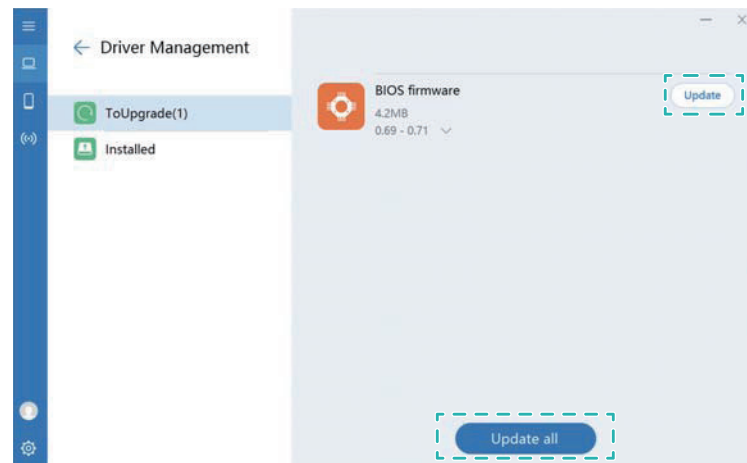 Driver Management
ToUpgrade(1)
Installed
BIOS firmware
4.2MB
0.69 - 0.71
Update
Update all